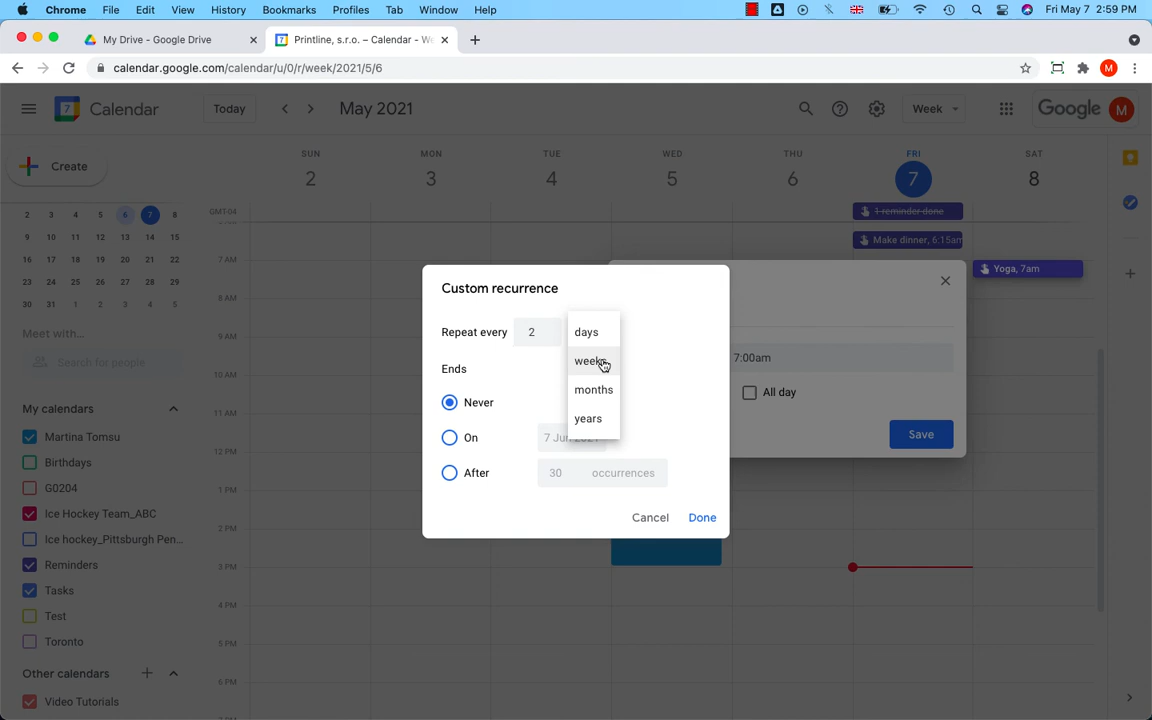 Chrome File Edit View History Bookmarks Profiles Tab Window Help Fri May 7 2:59 PM
My Drive - Google Drive Printline, s.r.o. – Calendar - We
calendar.google.com/calendar/u/0/r/week/2021/5/6 M
7 Calendar Today May 2021 Week Google M
Create
SUN MON TUE WED THU FRI SAT
2 3 4 5 6 7 8
2 3 4 5 6 7 8
9 10 11 12 13 14 15
16 17 18 19 20 21 22
23 24 25 26 27 28 29
30 31 1 2 3 4 5
GMT-04
1 reminder done
Make dinner, 6:15am
Yoga, 7am
7 AM
8 AM
9 AM
10 AM
11 AM
12 PM
1 PM
2 PM
3 PM
4 PM
5 PM
6 PM
Meet with...
Search for people
My calendars
Martina Tomsu
Birthdays
G0204
Ice Hockey Team_ABC
Ice hockey_Pittsburgh Pen...
Reminders
Tasks
Test
Toronto
Other calendars
Video Tutorials
Custom recurrence
Repeat every 2
days
weeks
months
years
Ends
Never
On
After 30 occurrences
Cancel Done
7:00am
All day
Save